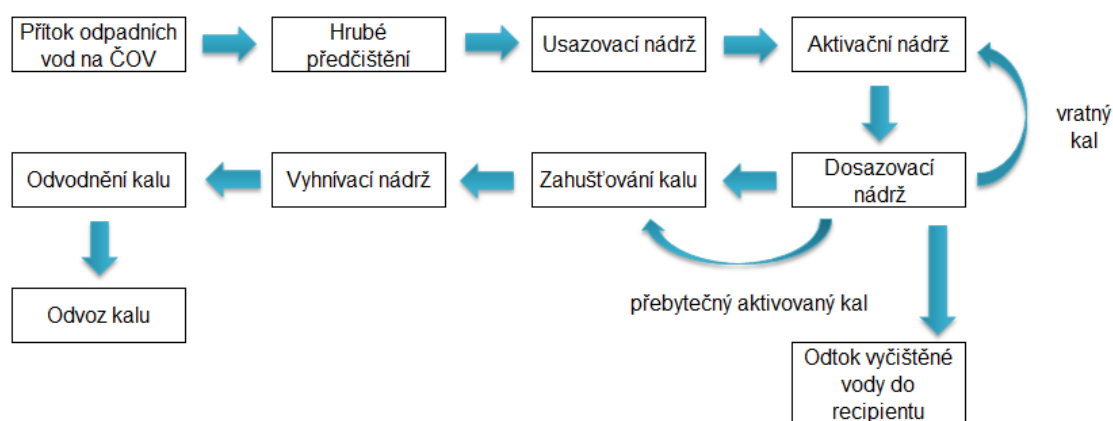 Přítok odpadních
vod na ČOV
Hrubé
předčištění
Usazovací nádrž
Aktivační nádrž
vratný
kal
Odvodnění kalu
Vyhnívací nádrž
Zahušťování kalu
Dosazovací
nádrž
přebytečný aktivovaný kal
Odvoz kalu
Odtok vyčištěné
vody do
recipientu